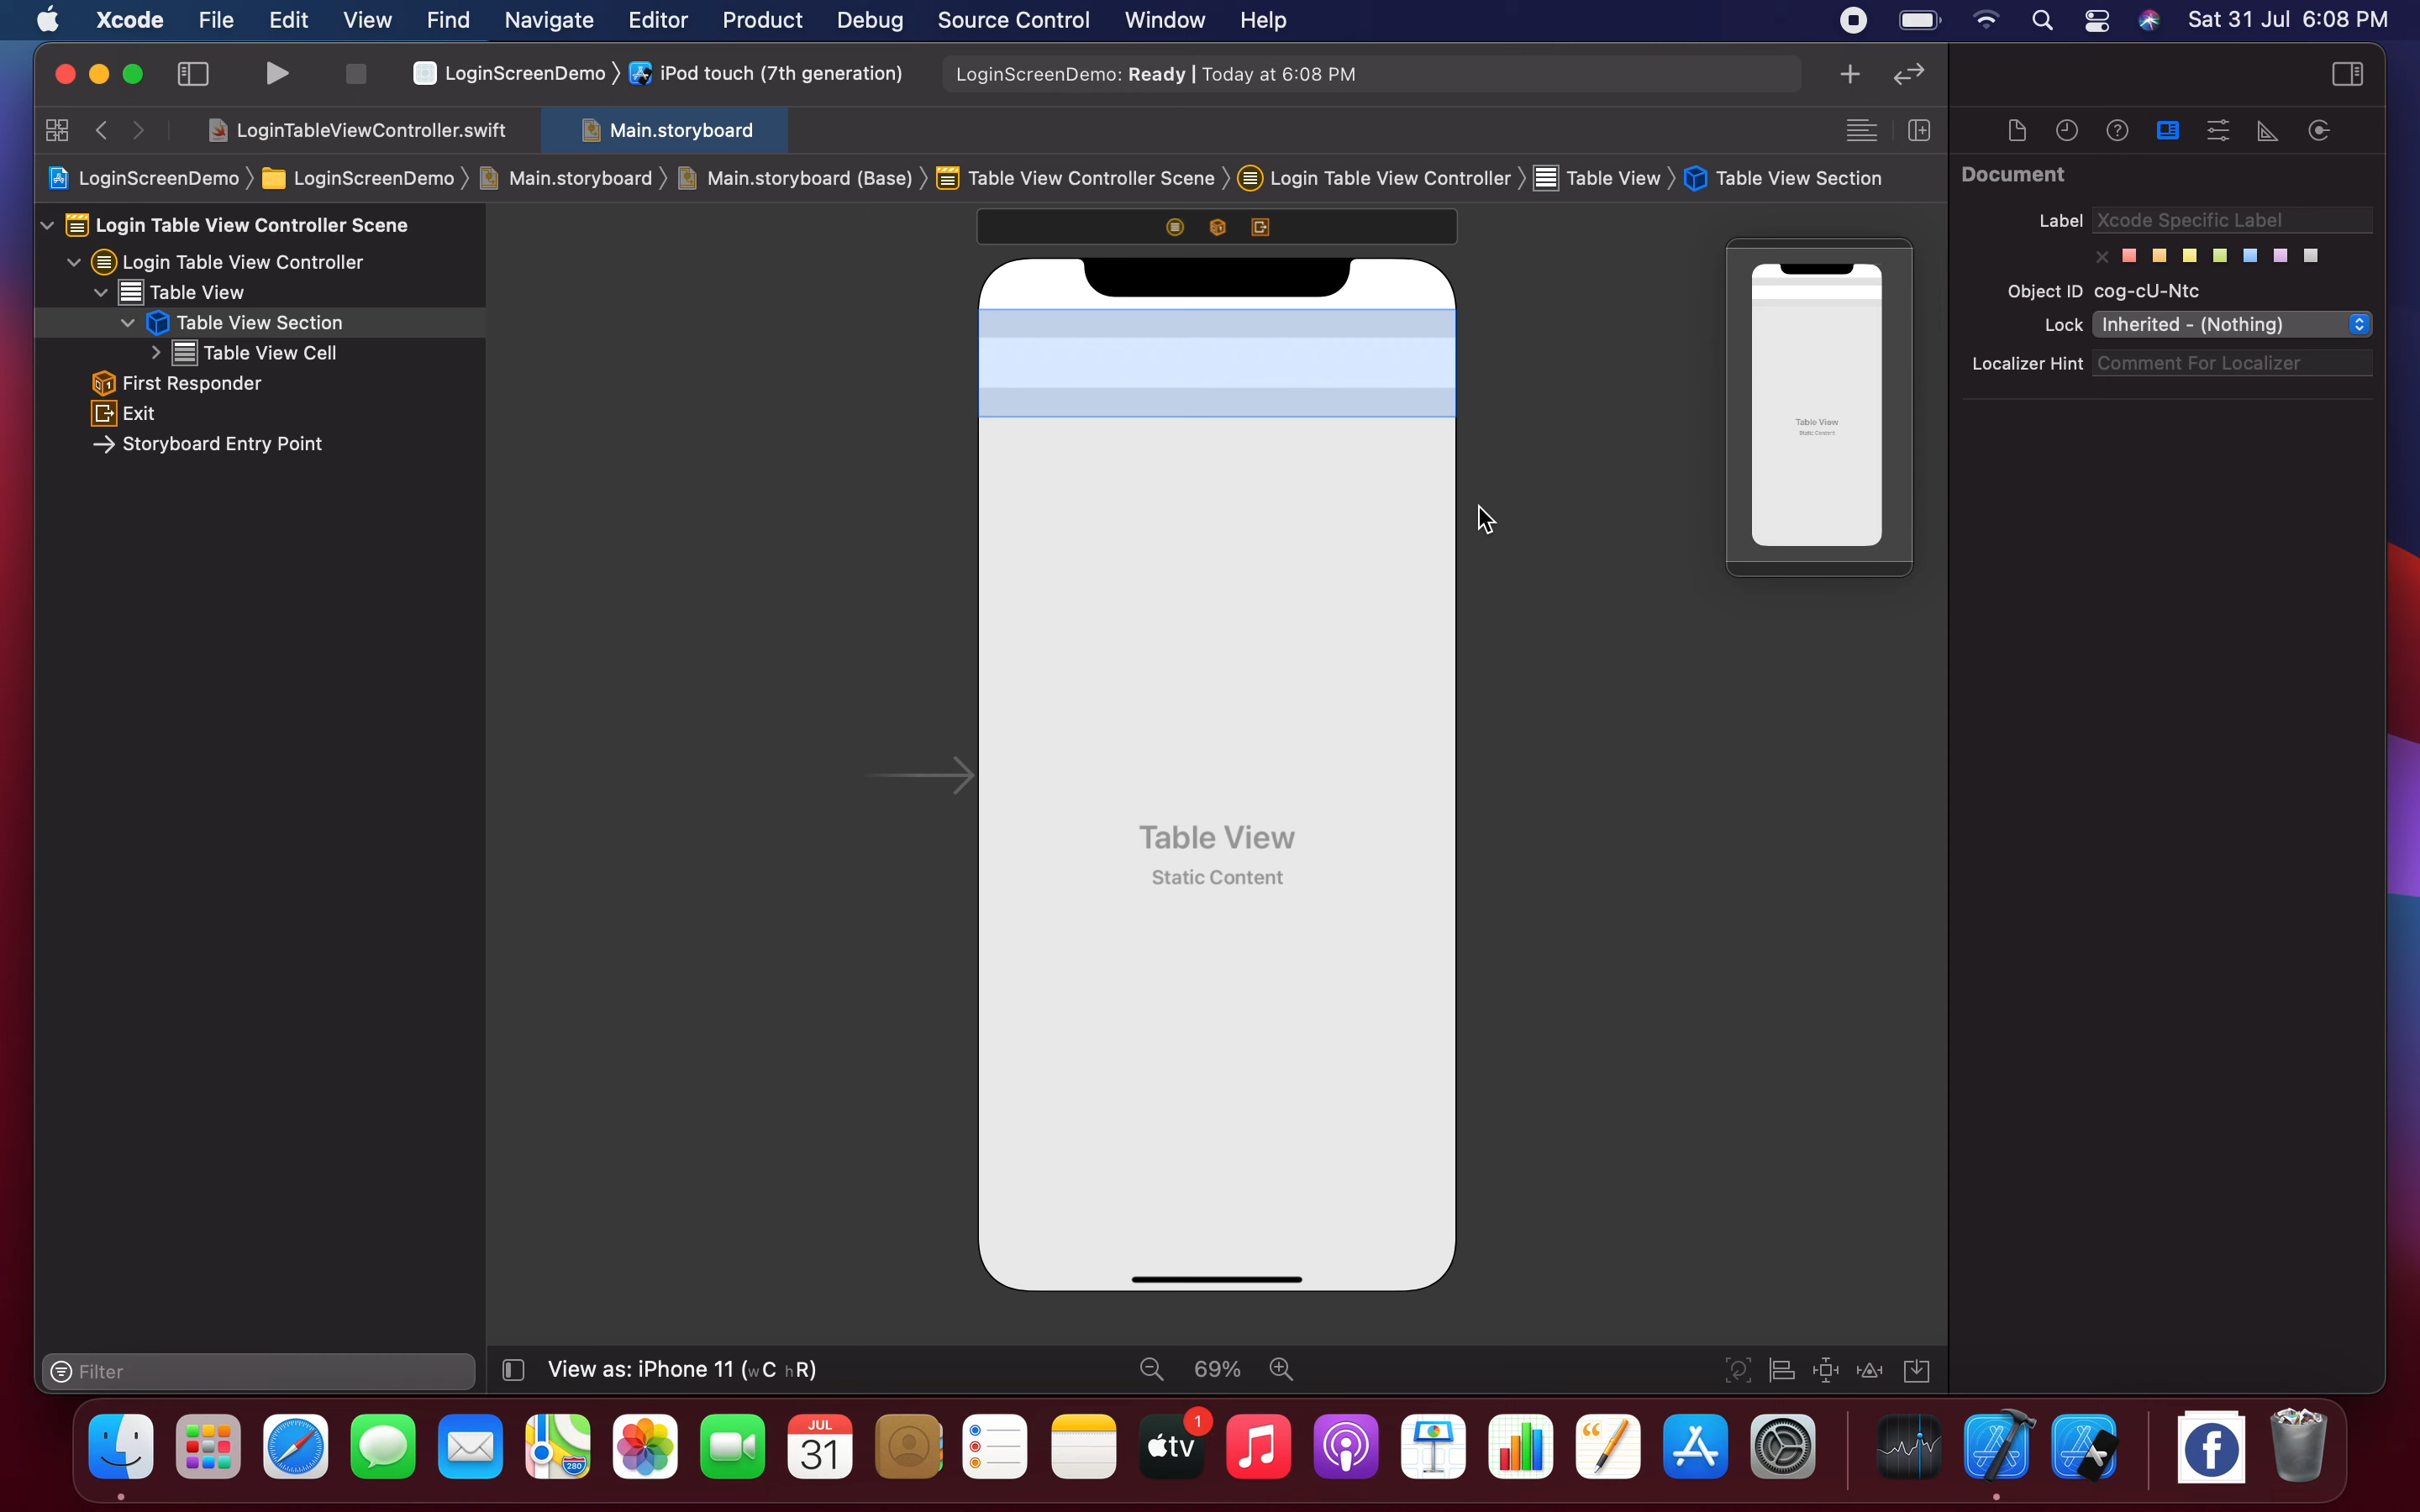 Xcode File Edit View Find Navigate Editor Product Debug Source Control Window Help Sat 31 Jul 6:08 PM
LoginScreenDemo iPod touch (7th generation) LoginScreenDemo: Ready | Today at 6:08 PM
LoginTableViewController.swift Main.storyboard
LoginScreenDemo LoginScreenDemo Main.storyboard Main.storyboard (Base) Table View Controller Scene Login Table View Controller Table View Table View Section
Document
Label Xcode Specific Label
Object ID cog-cU-Ntc
Lock Inherited - (Nothing)
Localizer Hint Comment For Localizer
Login Table View Controller Scene
Login Table View Controller
Table View
Table View Section
Table View Cell
First Responder
Exit
Storyboard Entry Point
Table View
Static Content
Table View
Static Content
Filter
View as: iPhone 11 (wC hR)
69%
JUL
31
280
tv
1